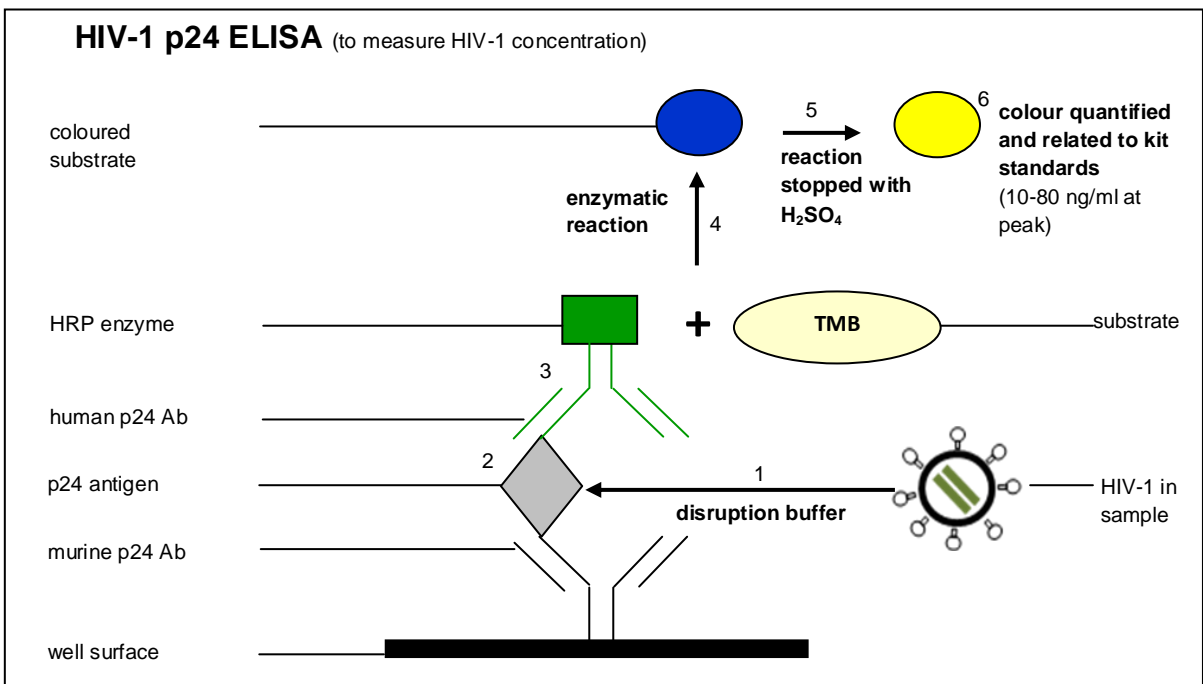 HIV-1 p24 ELISA (to measure HIV-1 concentration)
coloured
substrate
5
reaction
stopped with
H₂SO₄
6
colour quantified
and related to kit
standards
(10-80 ng/ml at
peak)
enzymatic
reaction
4
HRP enzyme
+
TMB
substrate
3
human p24 Ab
2
p24 antigen
1
disruption buffer
HIV-1 in
sample
murine p24 Ab
well surface